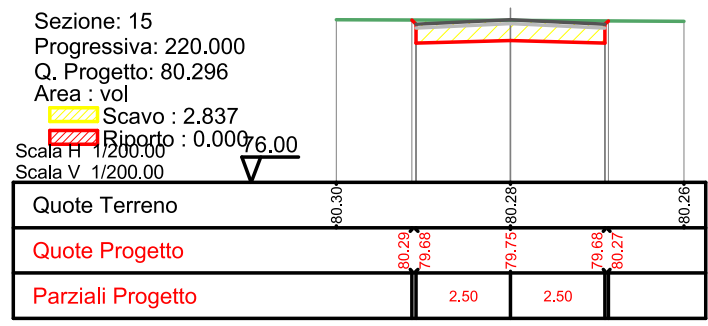 Sezione: 15
Progressiva: 220.000
Q. Progetto: 80.296
Area : vol
Scavo : 2.837
Riporto : 0.000
Scala H 1/200.00
Scala V 1/200.00
76.00
Quote Terreno 80.30 80.28 80.26
Quote Progetto 80.29 79.68 79.75 79.68 80.27
Parziali Progetto 2.50 2.50